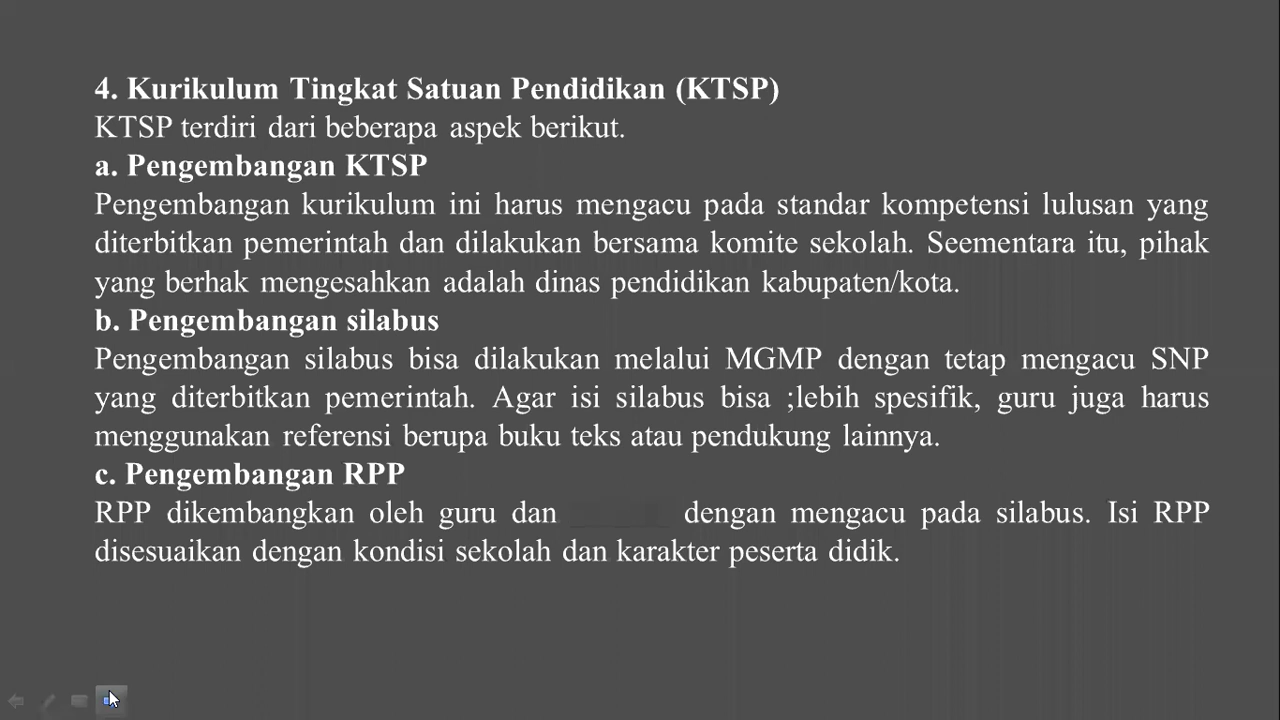 4. Kurikulum Tingkat Satuan Pendidikan (KTSP)
KTSP terdiri dari beberapa aspek berikut.
a. Pengembangan KTSP
Pengembangan kurikulum ini harus mengacu pada standar kompetensi lulusan yang
diterbitkan pemerintah dan dilakukan bersama komite sekolah. Seementara itu, pihak
yang berhak mengesahkan adalah dinas pendidikan kabupaten/kota.
b. Pengembangan silabus
Pengembangan silabus bisa dilakukan melalui MGMP dengan tetap mengacu SNP
yang diterbitkan pemerintah. Agar isi silabus bisa ;lebih spesifik, guru juga harus
menggunakan referensi berupa buku teks atau pendukung lainnya.
c. Pengembangan RPP
RPP dikembangkan oleh guru dan dengan mengacu pada silabus. Isi RPP
disesuaikan dengan kondisi sekolah dan karakter peserta didik.